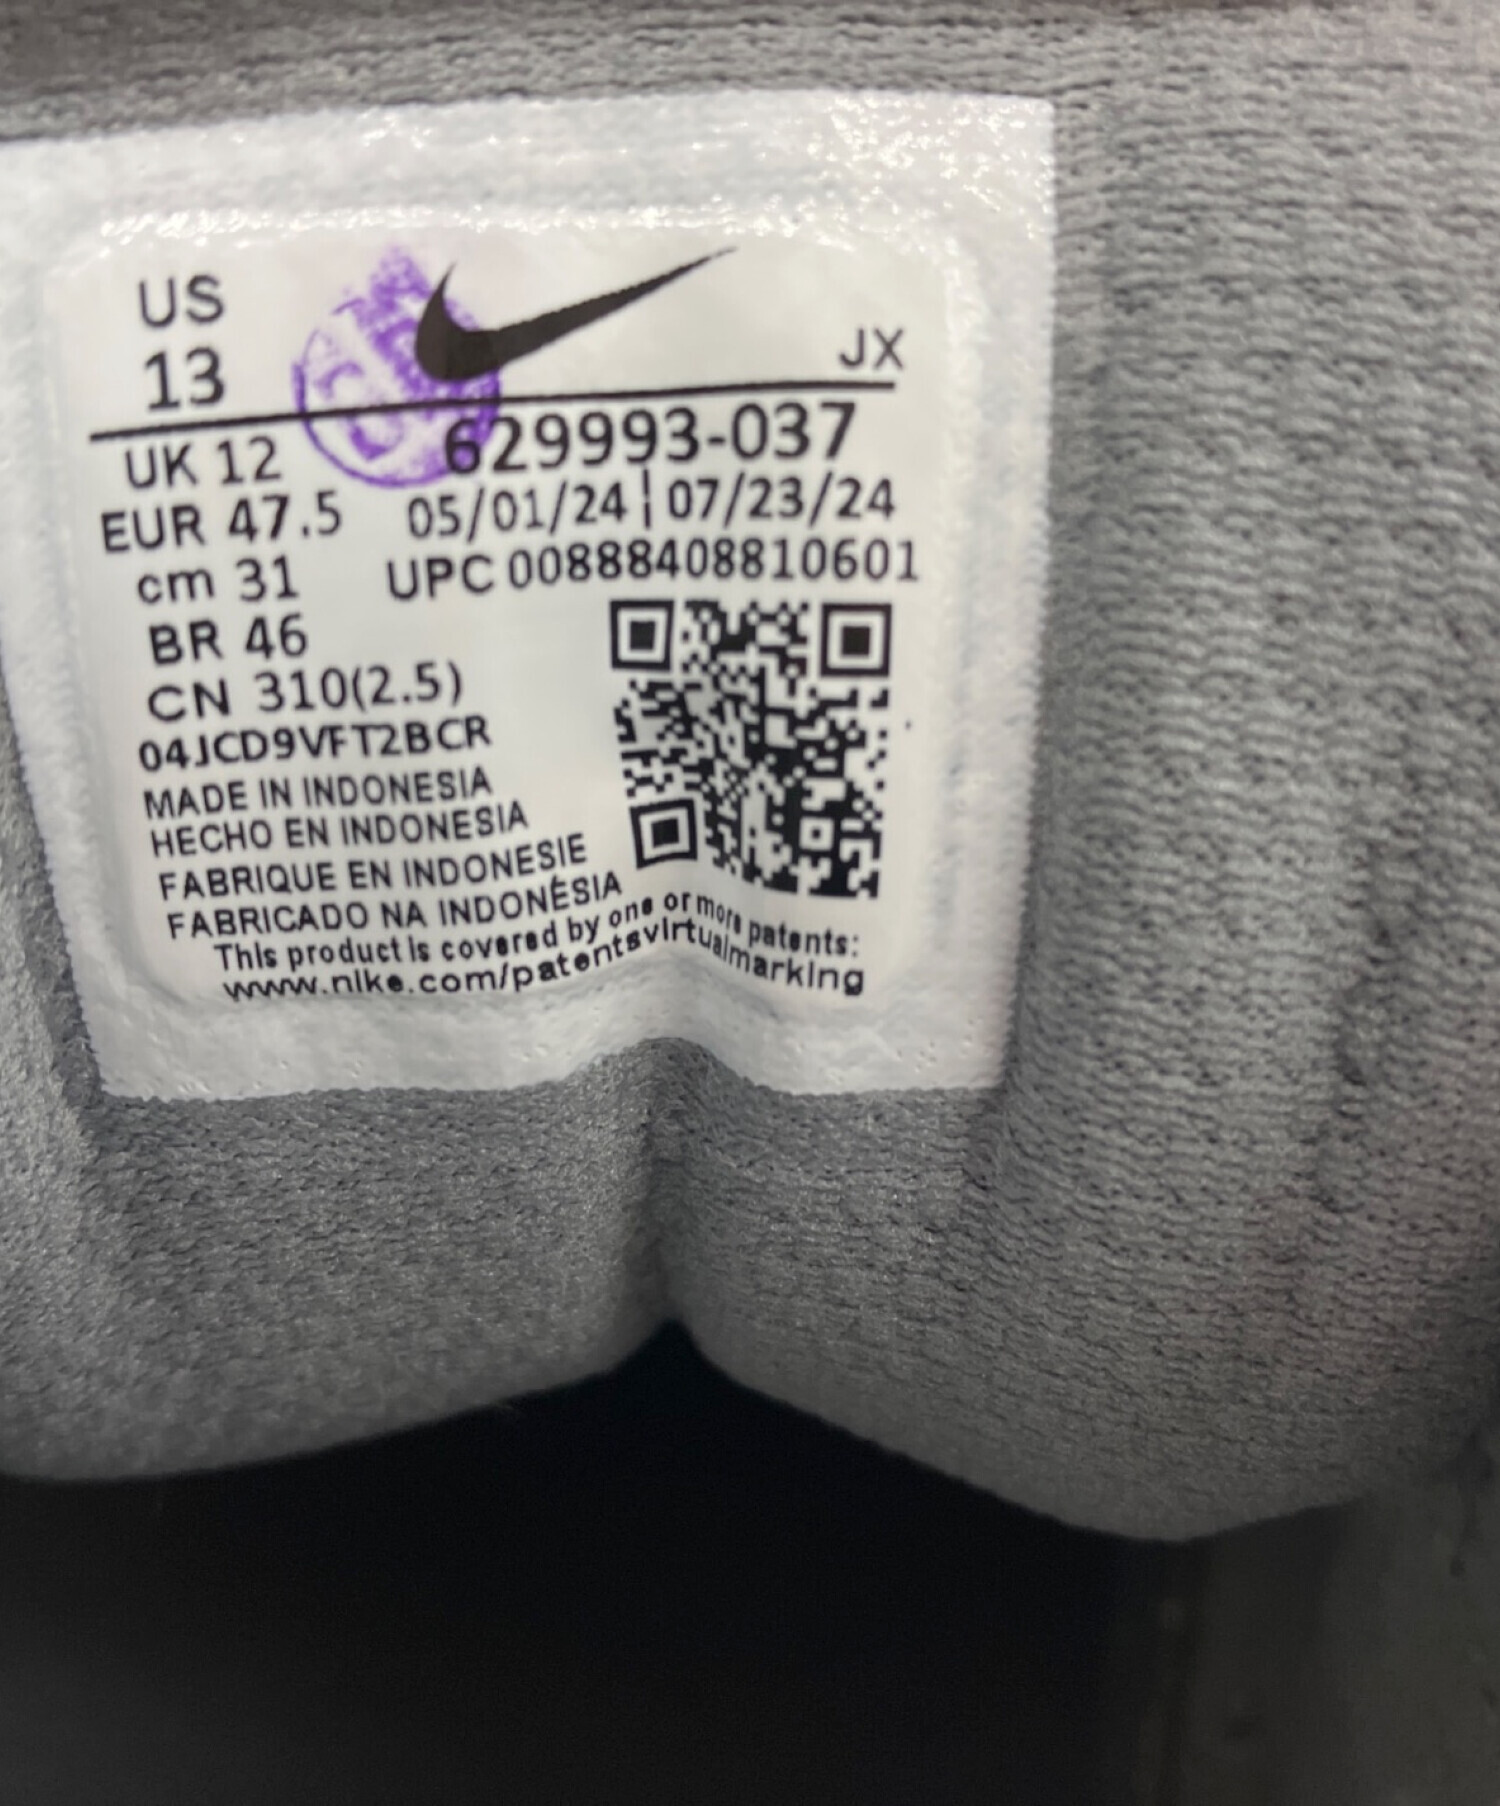 US
13
JX
UK 12
629993-037
EUR 47.5
05/01/24 | 07/23/24
cm 31
UPC 00888408810601
BR 46
CN 310(2.5)
04JCD9VFT2BCR
MADE IN INDONESIA
HECHO EN INDONESIA
FABRIQUE EN INDONESIE
FABRICADO NA INDONÉSIA
This product is covered by one or more patents:
www.nike.com/patentsvirtualmarking